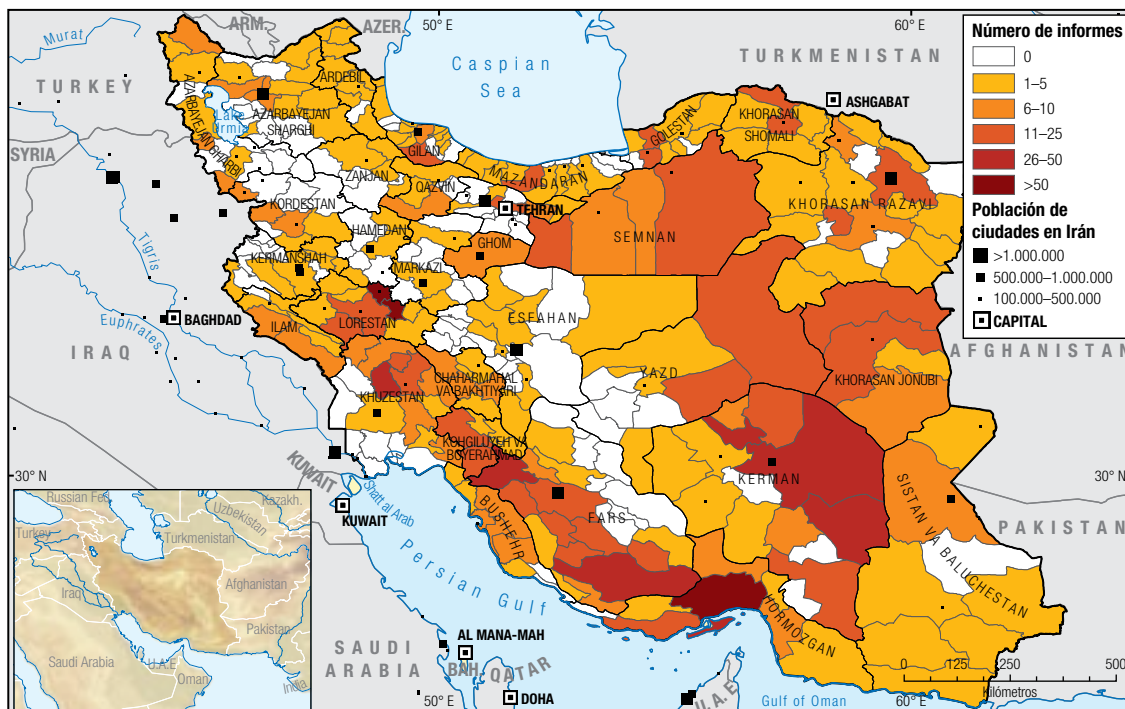 50° E
60° E
ARM.
AZER.
Murat
TURKEY
Caspian
Sea
TURKMENISTAN
ASHGABAT
Número de informes
0
1–5
6–10
11–25
26–50
>50
Población de
ciudades en Irán
>1.000.000
500.000–1.000.000
100.000–500.000
CAPITAL
ARDEBIL
AZARBAYEJAN
SHARGHI
AZARBAYEJAN GHARBI
Lake
Urmia
GILAN
GOLESTAN
KHORASAN
SHOMALI
SYRIA
ZANJAN
QAZVIN
MAZANDARAN
KORDESTAN
TEHRAN
KHORASAN RAZAVI
HAMEDAN
GHOM
SEMNAN
Tigris
KERMANSHAH
MARKAZI
BAGHDAD
Euphrates
LORESTAN
ILAM
ESFAHAN
IRAQ
AFGHANISTAN
YAZD
KHORASAN JONUBI
CHAHARMAHAL
VA BAKHTIYARI
KHUZESTAN
KOHGILUYEH VA
BOYERAHMAD
30° N
30° N
KERMAN
KUWAIT
Shatt al Arab
KUWAIT
BUSHEHR
FARS
SISTAN VA BALUCHESTAN
PAKISTAN
Persian Gulf
HORMOZGAN
SAUDI
ARABIA
AL MANA-MAH
BAH.
QATAR
DOHA
U.A.E
Gulf of Oman
50° E
60° E
0
125
250
500
Kilómetros
Russian Fed.
Kazakh.
Uzbekistan
Turkey
Turkmenistan
Iraq
Afghanistan
Pakistan
Saudi Arabia
U.A.E
Oman
India